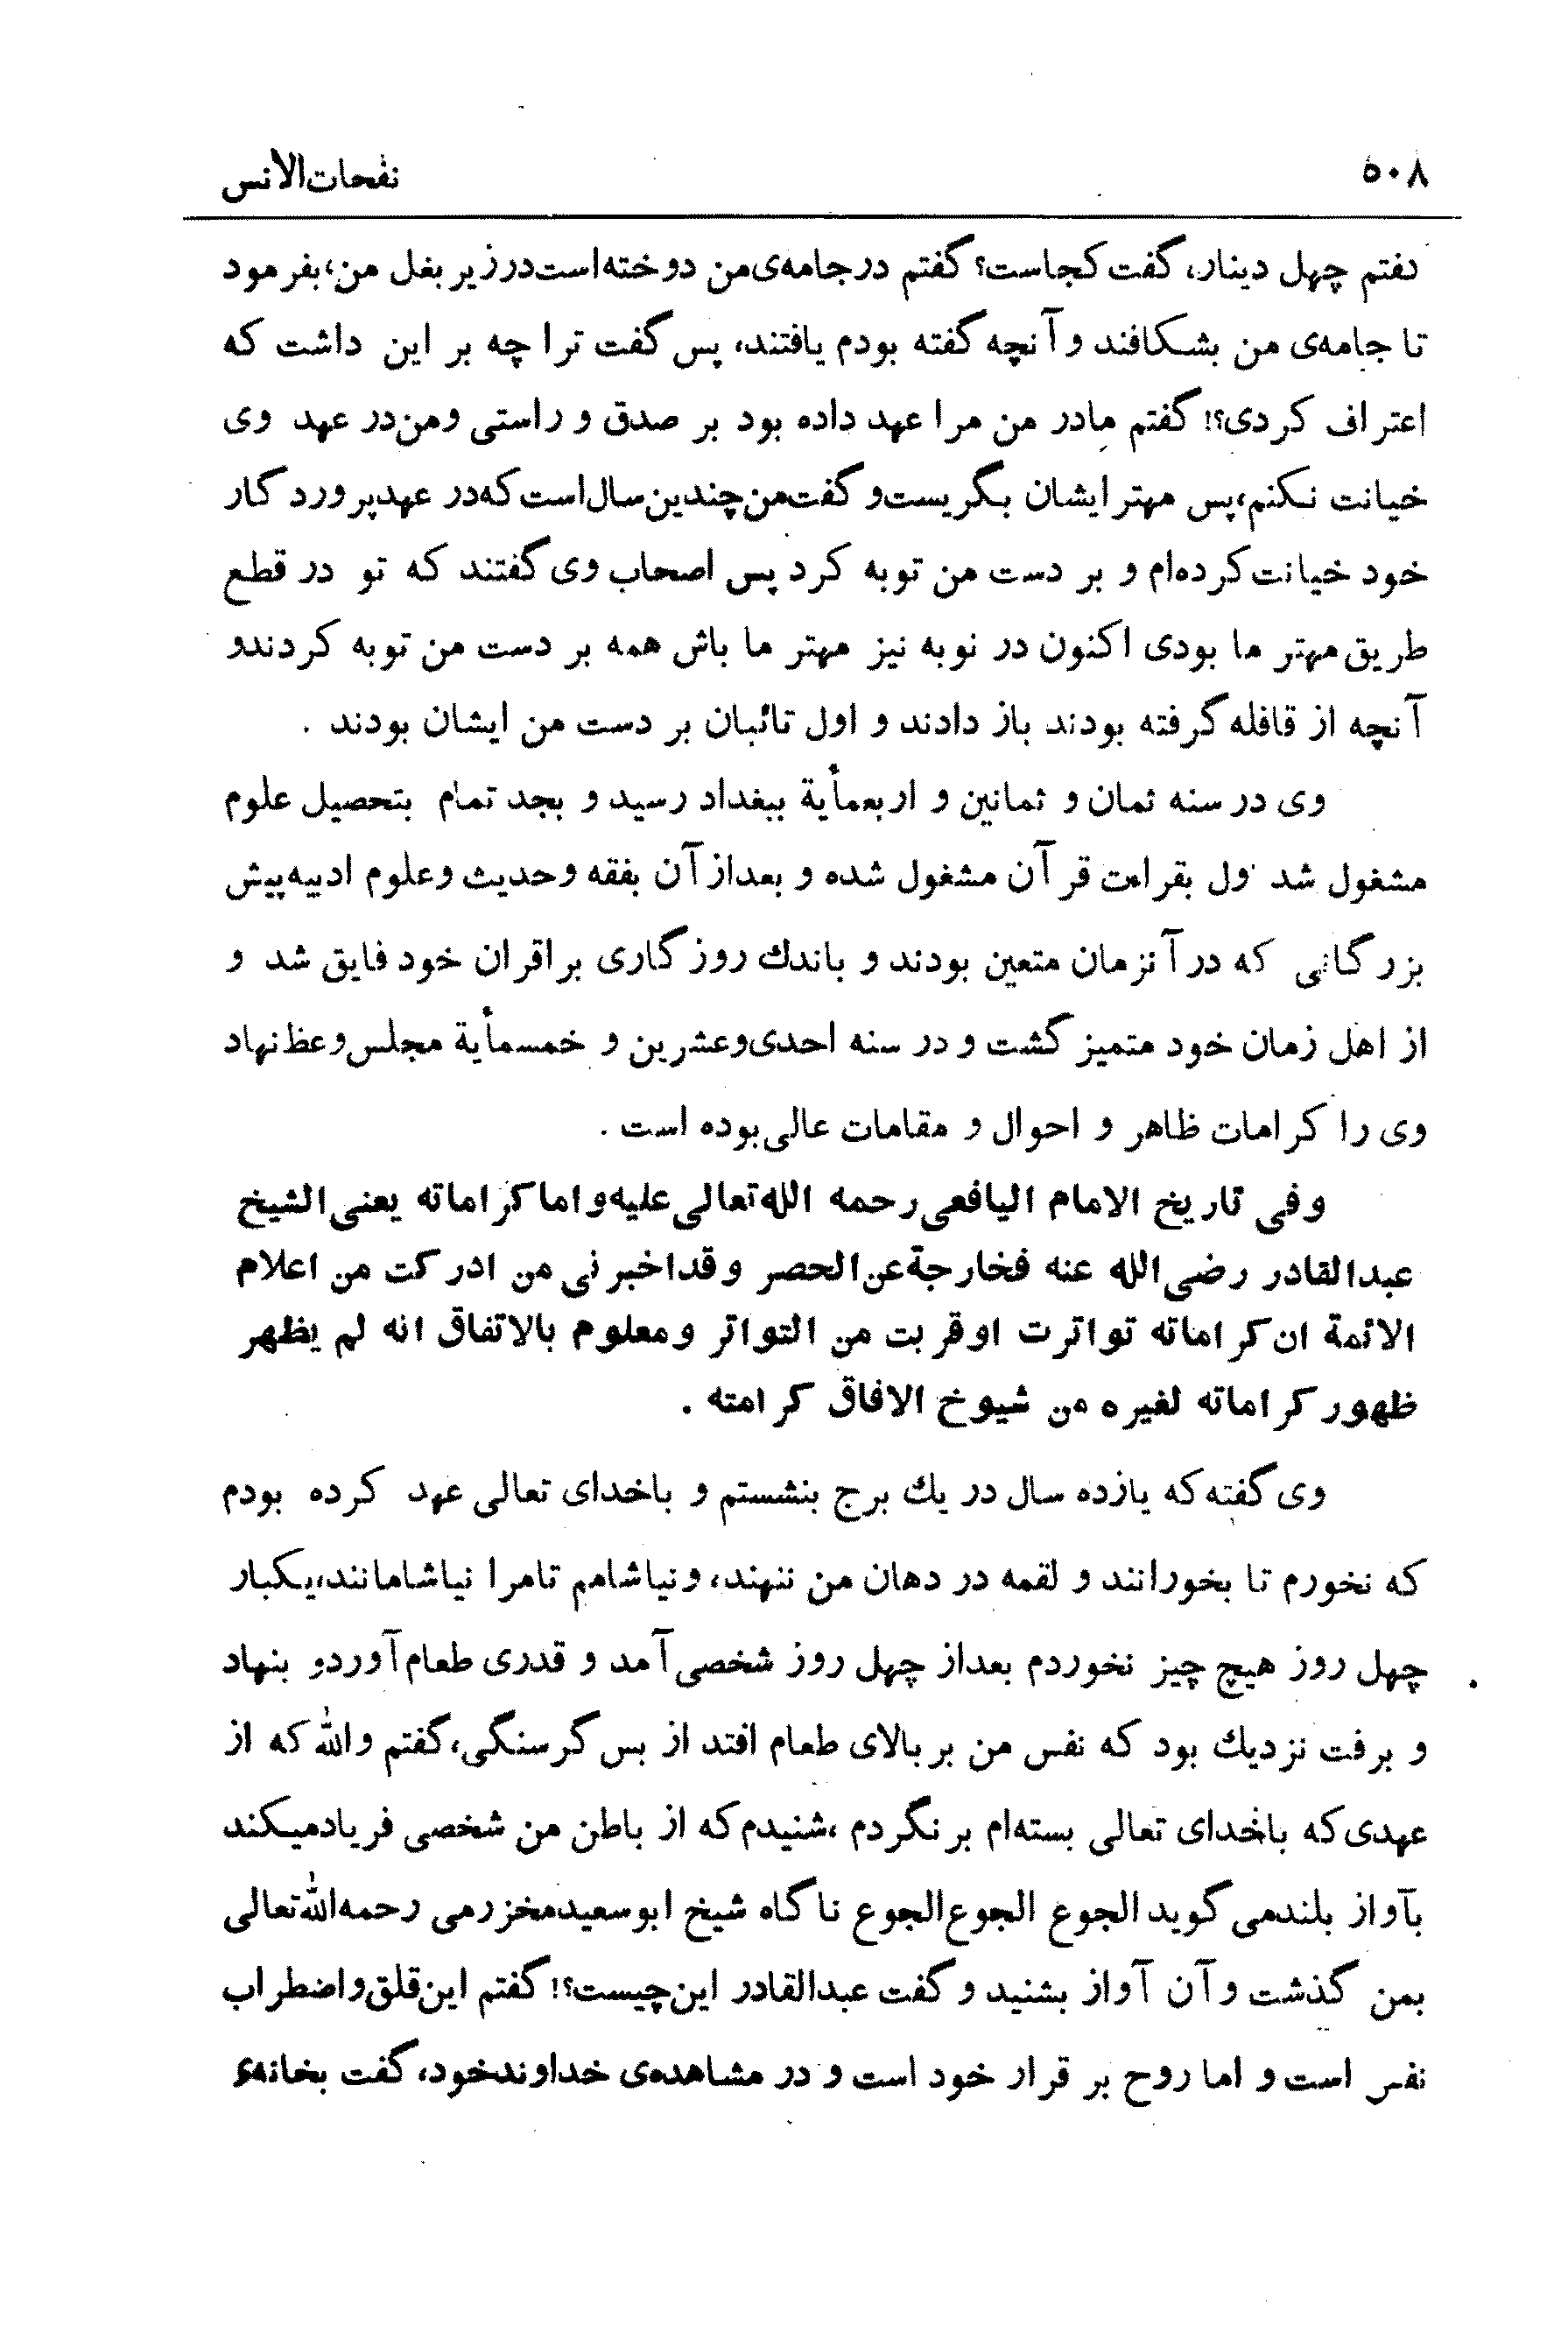 ۵۰۸ نفحات‌الانس
گفتم چهل دینار، گفت کجاست؟ گفتم درجامه‌ی‌من دوخته‌است‌درزیر بغل من،بفرمود
تا جامه‌ی من بشکافند و آنچه گفته بودم یافتند، پس گفت ترا چه بر این داشت که
اعتراف کردی؟! گفتم مادر من مرا عهد داده بود بر صدق و راستی ومن‌در عهد وی
خیانت نکنم،پس مهتر ایشان بگریست‌و گفت‌من‌چندین‌سال‌است‌که‌در عهدپرورد گار
خود خیانت‌کرده‌ام و بر دست من توبه کرد پس اصحاب وی گفتند که تو در قطع
طریق‌مهتر ما بودی اکنون در نوبه نیز مهتر ما باش همه بر دست من توبه کردندو
آنچه از قافله گرفته بودند باز دادند و اول تائبان بر دست من ایشان بودند .
وی در سنه ثمان و ثمانین و اربعمأیة ببغداد رسید و بجد تمام بتحصیل علوم
مشغول شد اول بقراءت قرآن مشغول شده و بعداز آن بفقه وحدیث وعلوم ادبیه‌پیش
بزرگانی که در آنزمان متعین بودند و باندك روزگاری براقران خود فایق شد و
از اهل زمان خود متمیز گشت و در سنه احدی‌وعشرین و خمسمأیة مجلس‌وعظ‌نهاد
وی را کرامات ظاهر و احوال و مقامات عالی‌بوده است .
وفی تاریخ الامام الیافعی رحمه الله‌تعالی علیه‌و اما کراماته یعنی الشیخ
عبدالقادر رضی الله عنه فخارجة عن‌الحصر وقداخبرنی من ادرکت من اعلام
الائمة ان کراماته تواترت اوقربت من التواتر ومعلوم بالاتفاق انه لم یظهر
ظهور کراماته لغیره من شیوخ الافاق کرامته .
وی گفته‌که یازده سال در یك برج بنشستم و باخدای تعالی عهد کرده بودم
که نخورم تا بخورانند و لقمه در دهان من ننهند، ونیاشامم تامرا نیاشامانند،یکبار
چهل روز هیچ چیز نخوردم بعداز چهل روز شخصی آمد و قدری طعام آوردو بنهاد
و برفت نزدیك بود که نفس من بربالای طعام افتد از بس گرسنگی، گفتم والله که از
عهدی که باخدای تعالی بسته‌ام برنگردم ،شنیدم که از باطن من شخصی فریادمیکند
بآواز بلندمی گوید الجوع الجوع‌الجوع ناگاه شیخ ابوسعیدمخزرمی رحمه‌الله‌تعالی
بمن گذشت و آن آواز بشنید و گفت عبدالقادر این‌چیست؟! گفتم این‌قلق‌واضطراب
نفس است و اما روح بر قرار خود است و در مشاهده‌ی خداوندخود، گفت بخانه‌ء